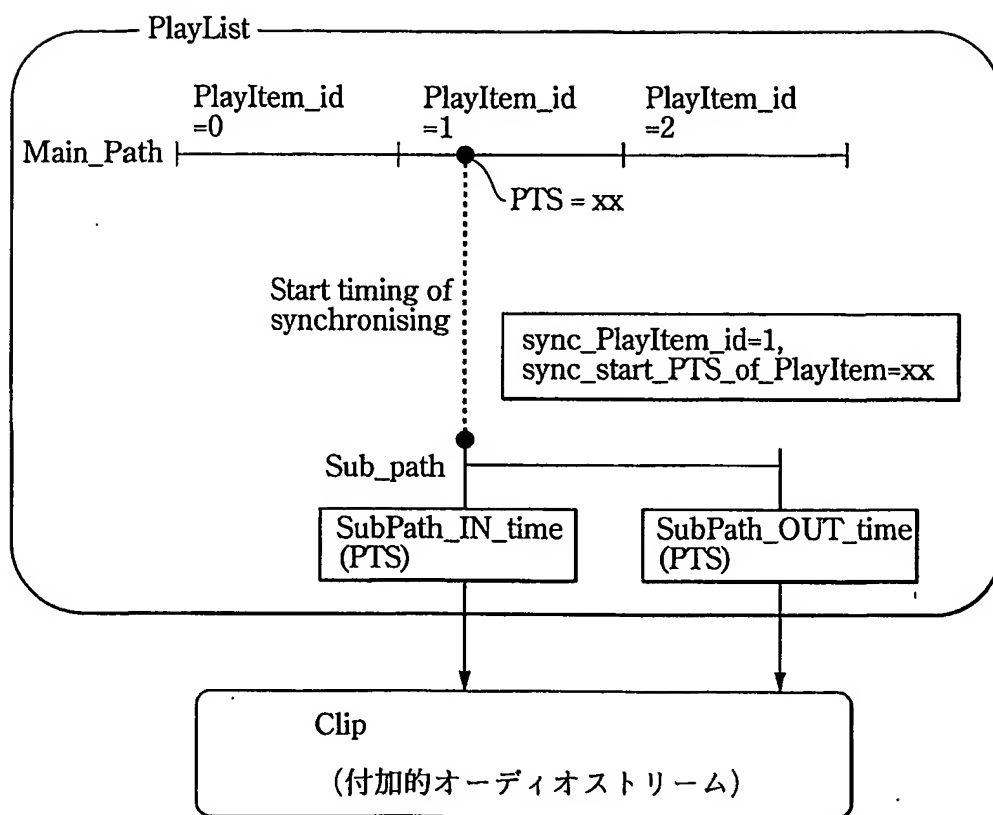 PlayList
PlayItem_id
=0
PlayItem_id
=1
PlayItem_id
=2
Main_Path
PTS = xx
Start timing of
synchronising
sync_PlayItem_id=1,
sync_start_PTS_of_PlayItem=xx
Sub_path
SubPath_IN_time
(PTS)
SubPath_OUT_time
(PTS)
Clip
(付加的オーディオストリーム)